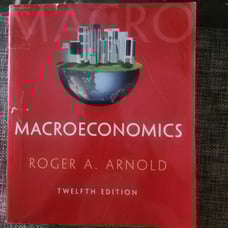 MACRO
MACROECONOMICS
ROGER A. ARNOLD
TWELFTH EDITION